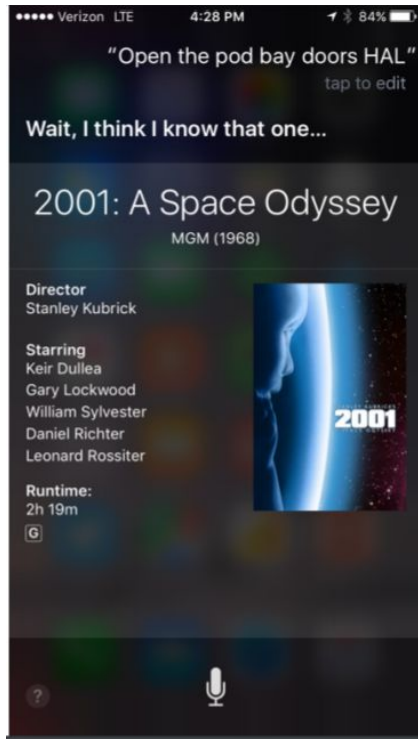 Verizon LTE 4:28 PM 84%
“Open the pod bay doors HAL”
tap to edit
Wait, I think I know that one...
2001: A Space Odyssey
MGM (1968)
Director
Stanley Kubrick
Starring
Keir Dullea
Gary Lockwood
William Sylvester
Daniel Richter
Leonard Rossiter
Runtime:
2h 19m
G
2001
?